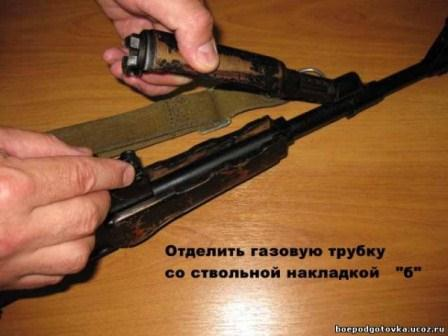 Отделить газовую трубку
со ствольной накладкой "б"
boepodgotovka.ucoz.ru